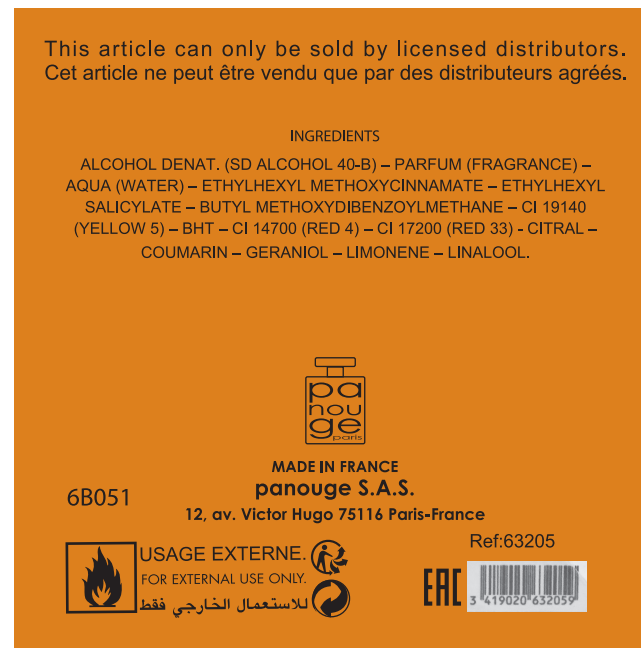 This article can only be sold by licensed distributors.
Cet article ne peut être vendu que par des distributeurs agréés.
INGREDIENTS
ALCOHOL DENAT. (SD ALCOHOL 40-B) – PARFUM (FRAGRANCE) –
AQUA (WATER) – ETHYLHEXYL METHOXYCINNAMATE – ETHYLHEXYL
SALICYLATE – BUTYL METHOXYDIBENZOYLMETHANE – CI 19140
(YELLOW 5) – BHT – CI 14700 (RED 4) – CI 17200 (RED 33) - CITRAL –
COUMARIN – GERANIOL – LIMONENE – LINALOOL.
pa
nou
ge
paris
MADE IN FRANCE
panouge S.A.S.
6B051
12, av. Victor Hugo 75116 Paris-France
USAGE EXTERNE.
FOR EXTERNAL USE ONLY.
للاستعمال الخارجي فقط
Ref:63205
EAC
3 419020 632059